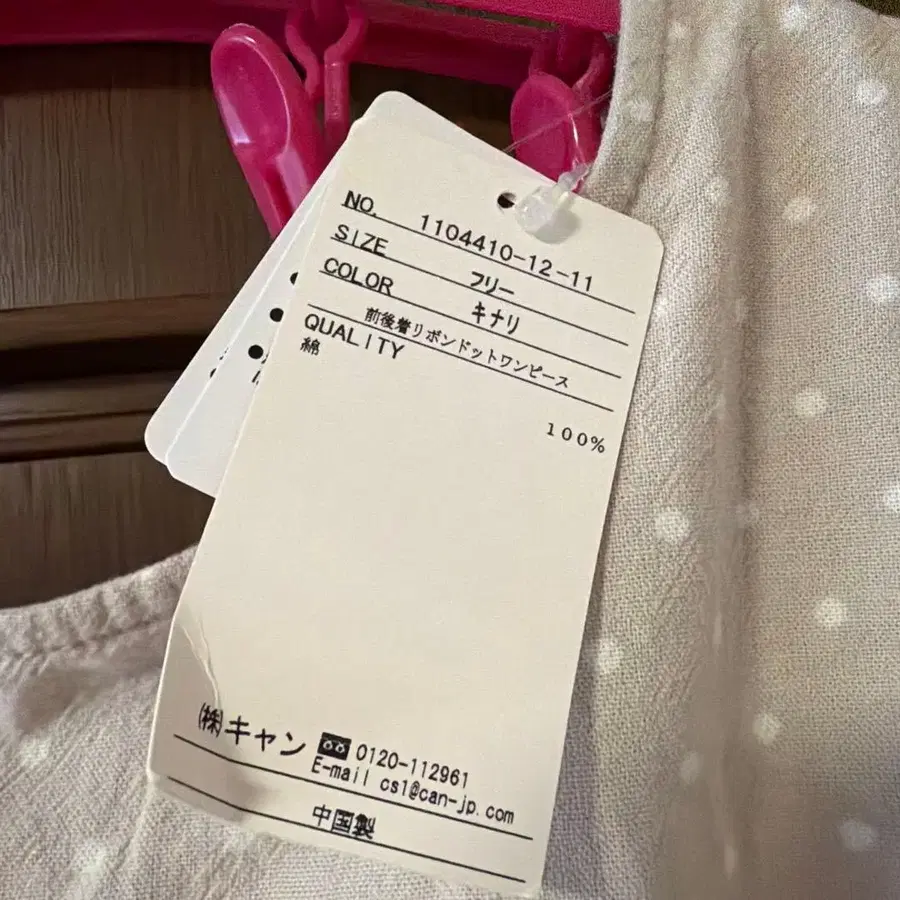 NO. 1104410-12-11
SIZE フリー
COLOR キナリ
前後着リボンドットワンピース
QUALITY
綿 100%
㈱キャン 0120-112961
E-mail cs1@can-jp.com
中国製